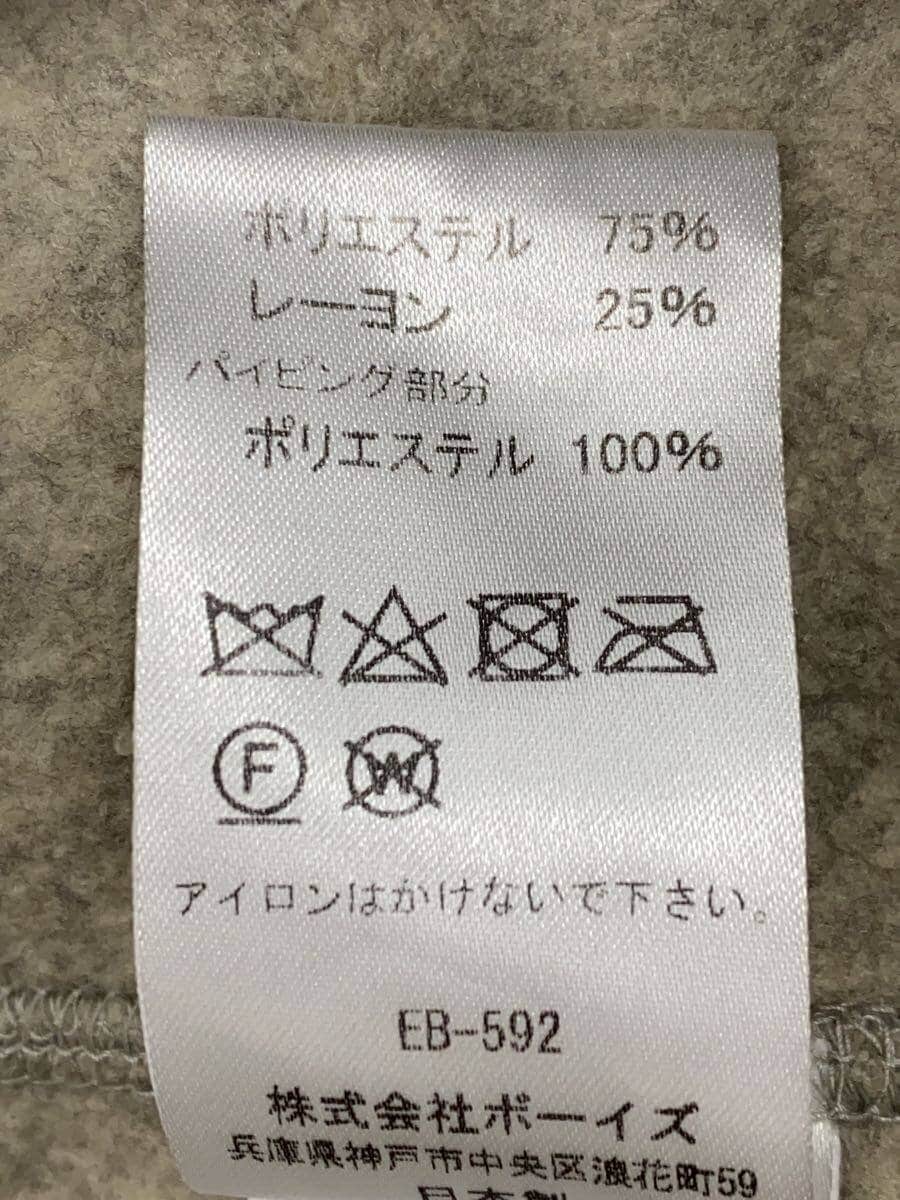 ポリエステル 75%
レーヨン 25%
パイピング部分
ポリエステル 100%
F W
アイロンはかけないで下さい。
EB-592
株式会社ボーイズ
兵庫県神戸市中央区浪花町59